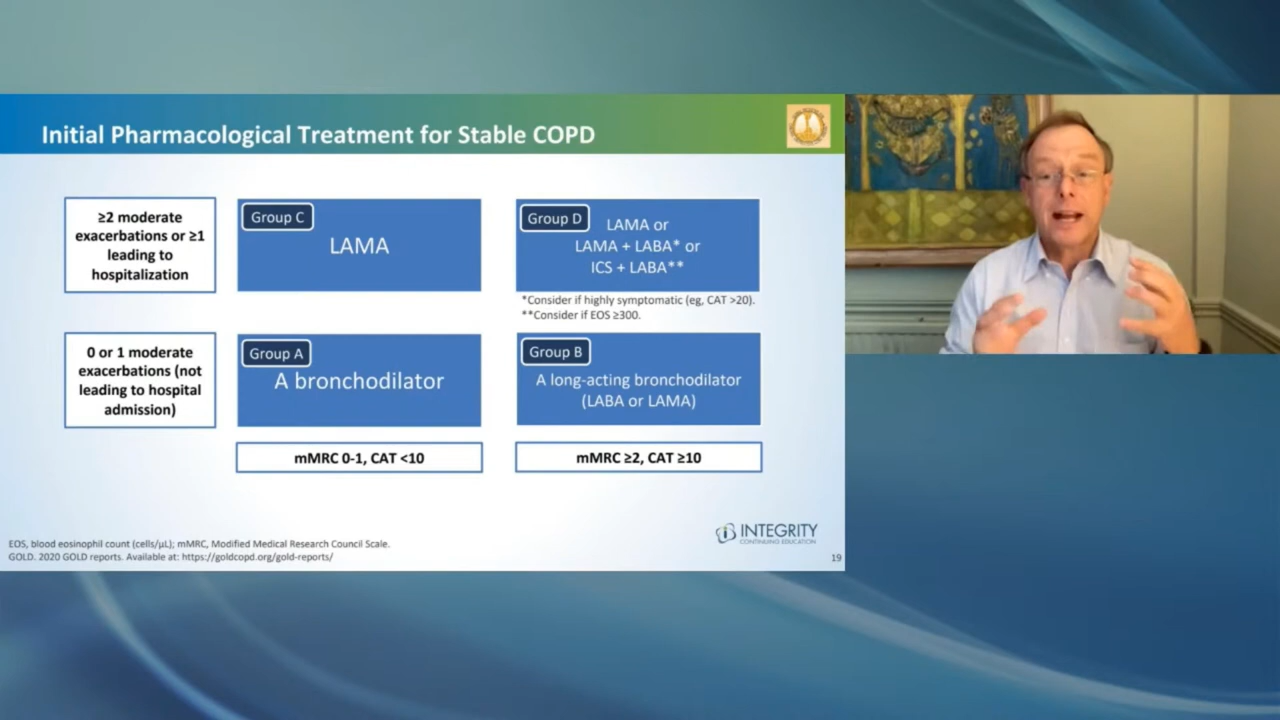 Initial Pharmacological Treatment for Stable COPD
≥2 moderate
exacerbations or ≥1
leading to
hospitalization
Group C
LAMA
Group D
LAMA or
LAMA + LABA* or
ICS + LABA**
*Consider if highly symptomatic (eg, CAT >20).
**Consider if EOS ≥300.
0 or 1 moderate
exacerbations (not
leading to hospital
admission)
Group A
A bronchodilator
Group B
A long-acting bronchodilator
(LABA or LAMA)
mMRC 0-1, CAT <10
mMRC ≥2, CAT ≥10
EOS, blood eosinophil count (cells/µL); mMRC, Modified Medical Research Council Scale.
GOLD. 2020 GOLD reports. Available at: https://goldcopd.org/gold-reports/
INTEGRITY
CONTINUING EDUCATION
19